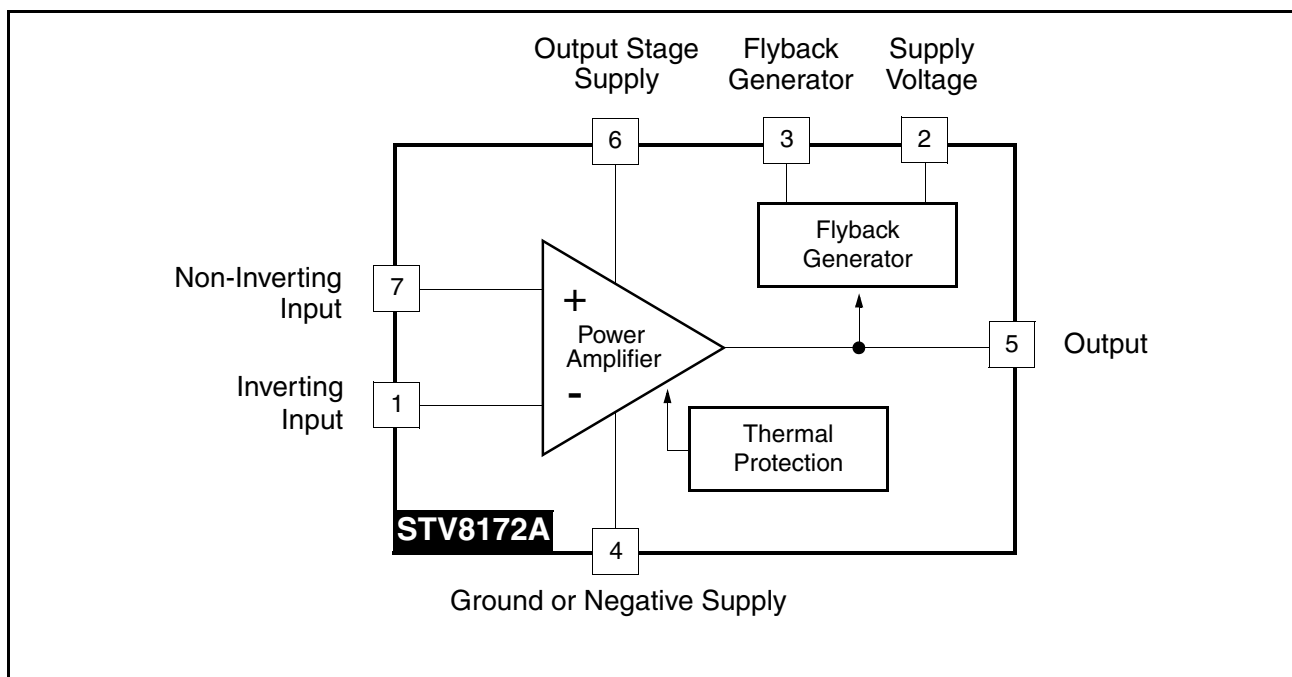 Output Stage
Supply
Flyback
Generator
Supply
Voltage
6
3
2
Flyback
Generator
Non-Inverting
Input
7
+
Power
Amplifier
5
Output
Inverting
Input
1
-
Thermal
Protection
STV8172A
4
Ground or Negative Supply